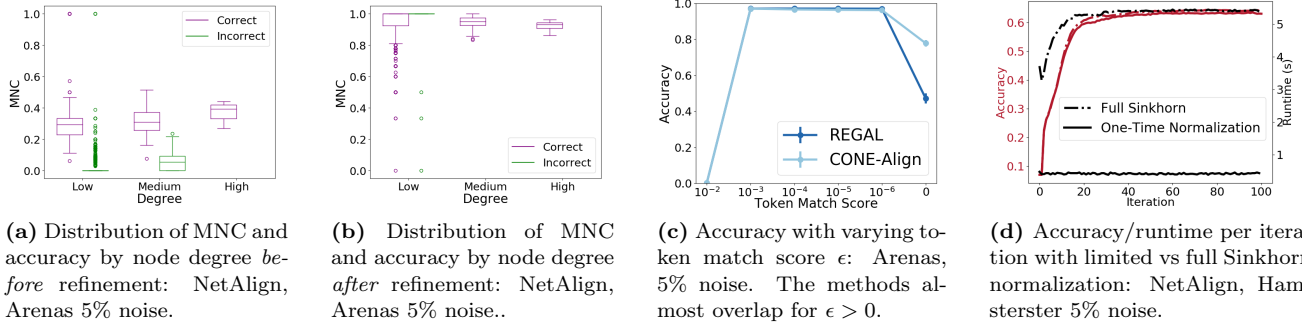 1.0
0.8
0.6
0.4
0.2
0.0
MNC
Correct
Incorrect
Low
Medium
High
Degree
1.0
0.8
0.6
0.4
0.2
0.0
MNC
Correct
Incorrect
Low
Medium
High
Degree
1.0
0.8
0.6
0.4
0.2
0.0
Accuracy
REGAL
CONE-Align
10⁻² 10⁻³ 10⁻⁴ 10⁻⁵ 10⁻⁶ 0
Token Match Score
0.6
0.5
0.4
0.3
0.2
0.1
Accuracy
Full Sinkhorn
One-Time Normalization
5
4
3
2
1
Runtime (s)
0 20 40 60 80 100
Iteration
(a) Distribution of MNC and
accuracy by node degree be-
fore refinement: NetAlign,
Arenas 5% noise.
(b) Distribution of MNC
and accuracy by node degree
after refinement: NetAlign,
Arenas 5% noise..
(c) Accuracy with varying to-
ken match score ϵ: Arenas,
5% noise. The methods al-
most overlap for ϵ > 0.
(d) Accuracy/runtime per itera
tion with limited vs full Sinkhorn
normalization: NetAlign, Ham
sterster 5% noise.